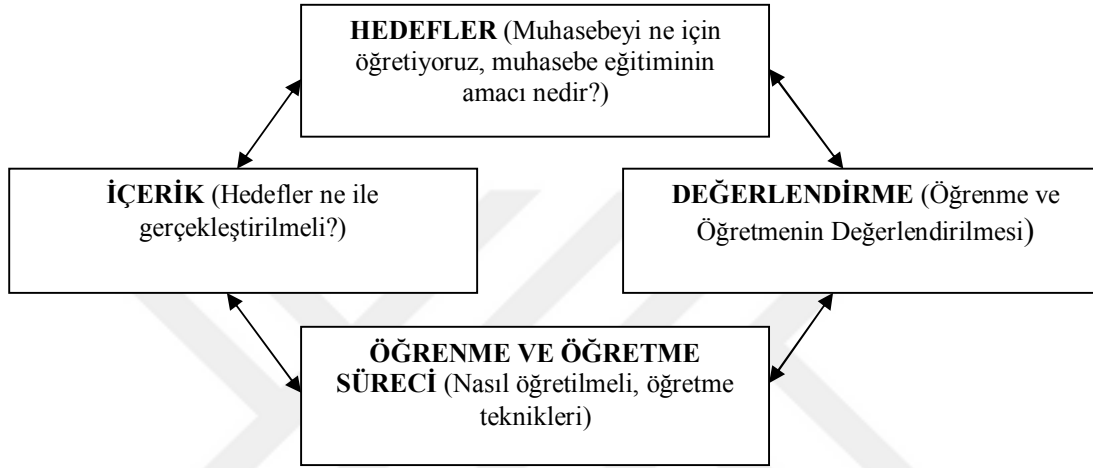 HEDEFLER (Muhasebeyi ne için
öğretiyoruz, muhasebe eğitiminin
amacı nedir?)
İÇERİK (Hedefler ne ile
gerçekleştirilmeli?)
DEĞERLENDİRME (Öğrenme ve
Öğretmenin Değerlendirilmesi)
ÖĞRENME VE ÖĞRETME
SÜRECİ (Nasıl öğretilmeli, öğretme
teknikleri)